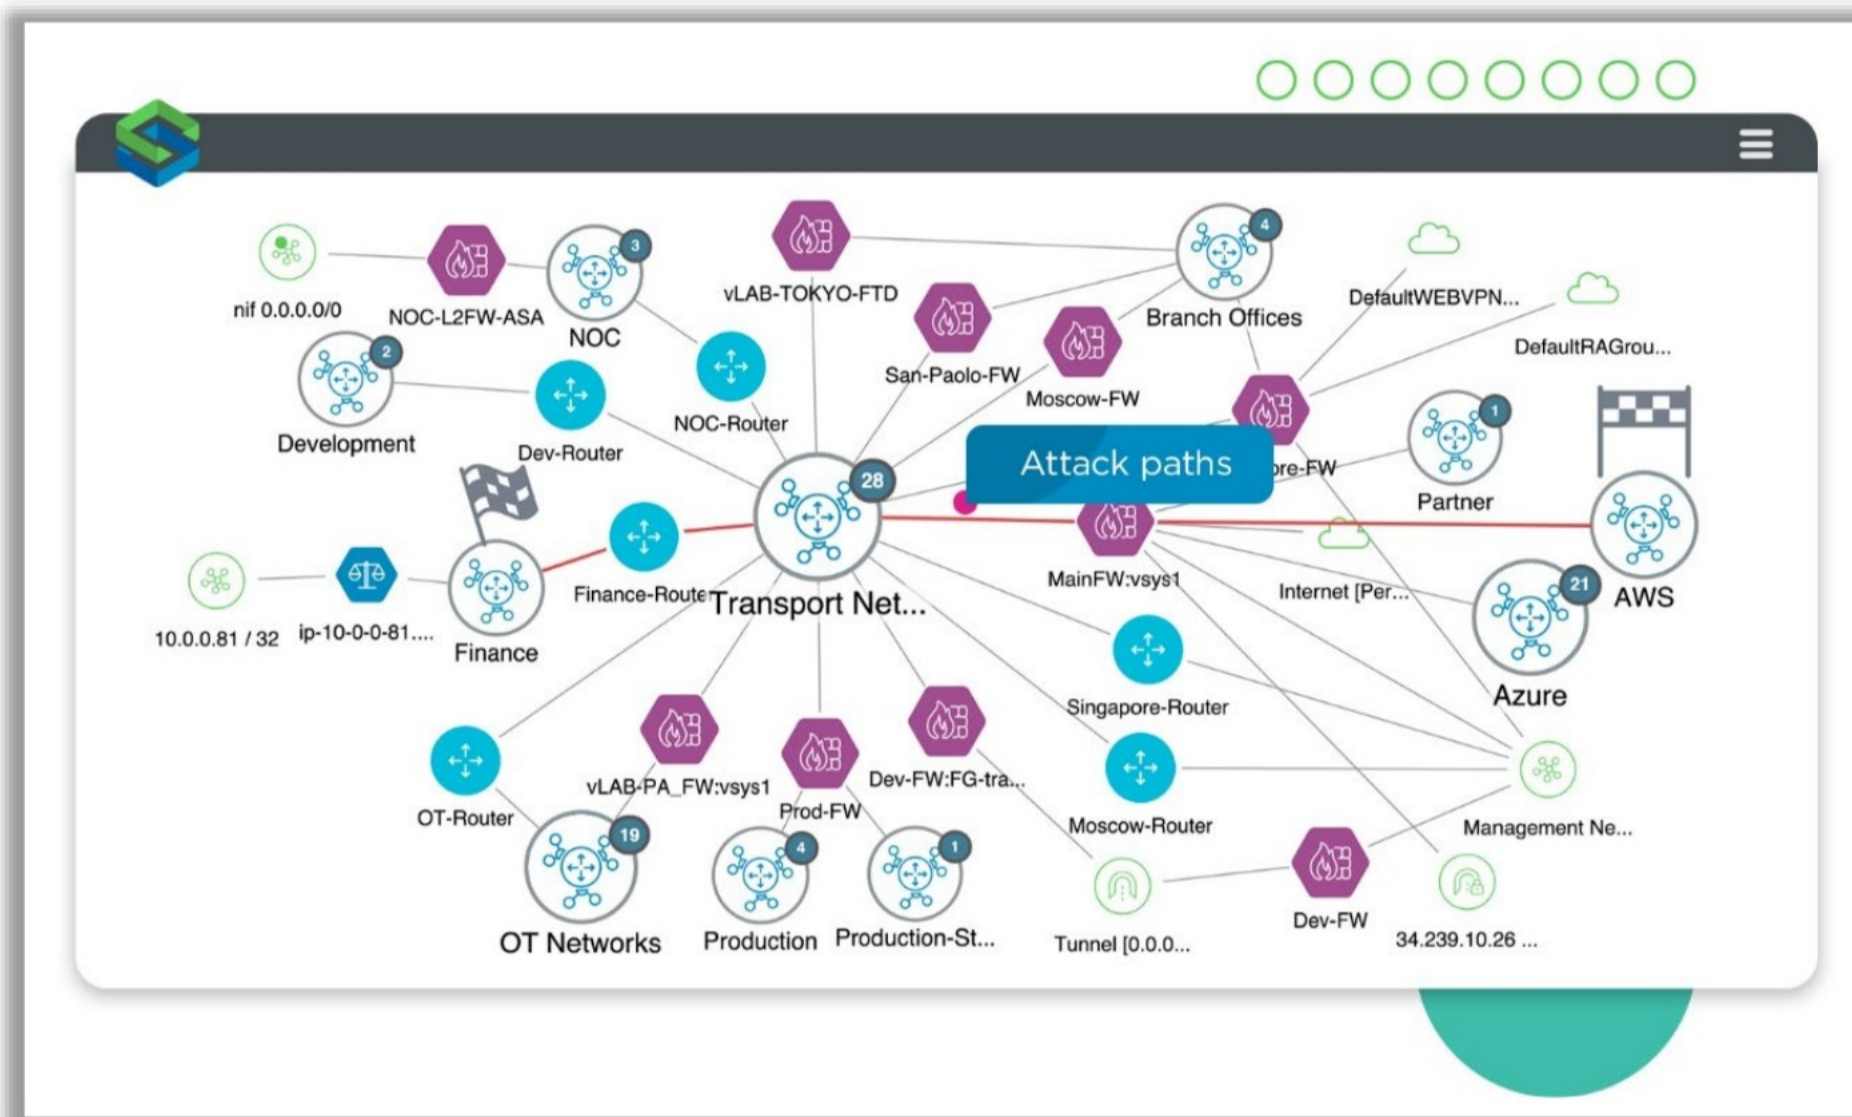 4
3
vLAB-TOKYO-FTD
DefaultWEBVPN...
nif 0.0.0.0/0
NOC-L2FW-ASA
NOC
Branch Offices
DefaultRAGrou...
2
San-Paolo-FW
Moscow-FW
1
Development
Dev-Router
NOC-Router
28
Attack paths
ore-FW
Partner
10.0.0.81 / 32
ip-10-0-0-81....
Finance
Finance-Route
Transport Net...
MainFW:vsys1
Internet [Per...
21
AWS
Azure
Singapore-Router
vLAB-PA_FW:vsys1
Dev-FW:FG-tra...
Prod-FW
OT-Router
Moscow-Router
Management Ne...
19
4
1
OT Networks
Production
Production-St...
Tunnel [0.0.0...
Dev-FW
34.239.10.26 ...